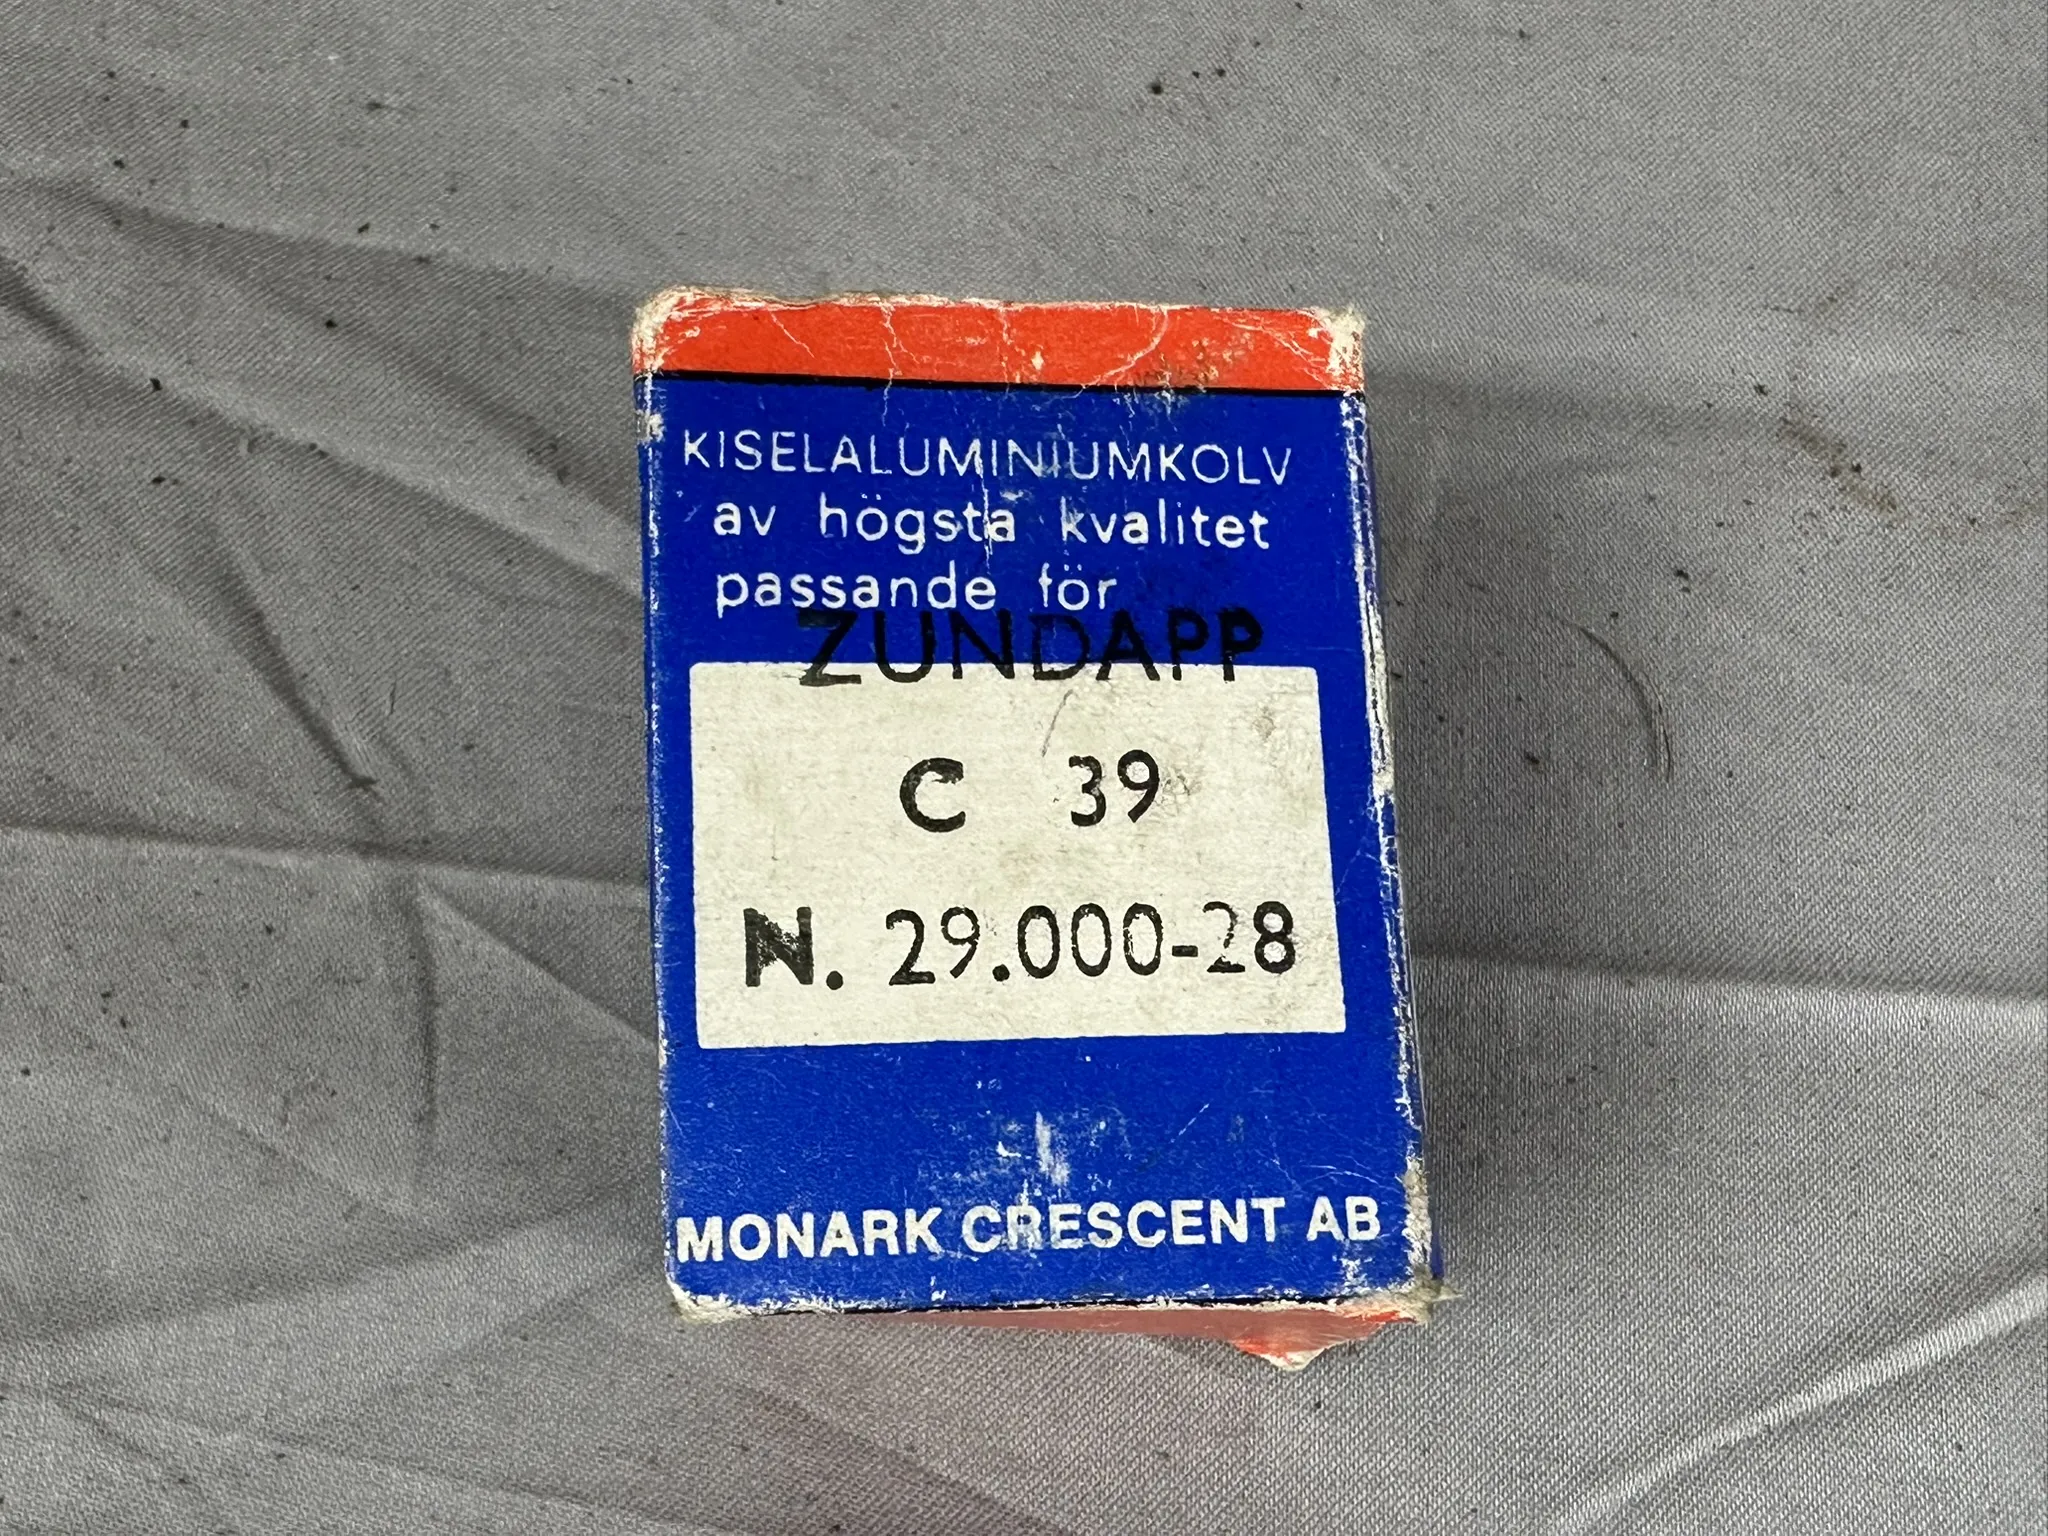 KISELALUMINIUMKOLV
av högsta kvalitet
passande för
ZUNDAPP
C 39
N. 29.000-28
MONARK CRESCENT AB